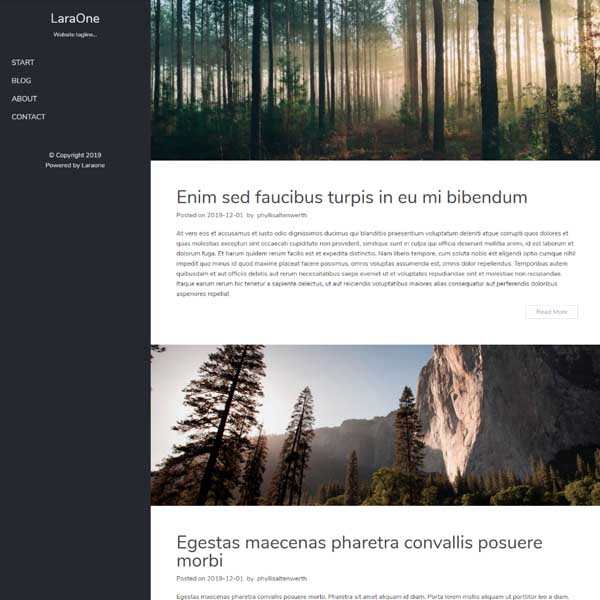 LaraOne
Website tagline...
START
BLOG
ABOUT
CONTACT
© Copyright 2019
Powered by Laraone
Enim sed faucibus turpis in eu mi bibendum
Posted on 2019-12-01 by phyllisaltenwerth
At vero eos et accusamus et iusto odio dignissimos ducimus qui blanditiis praesentium voluptatum deleniti atque corrupti quos dolores et
quas molestias excepturi sint occaecati cupiditate non provident, similique sunt in culpa qui officia deserunt mollitia animi, id est laborum et
dolorum fuga. Et harum quidem rerum facilis est et expedita distinctio. Nam libero tempore, cum soluta nobis est eligendi optio cumque nihil
impedit quo minus id quod maxime placeat facere possimus, omnis voluptas assumenda est, omnis dolor repellendus. Temporibus autem
quibusdam et aut officiis debitis aut rerum necessitatibus saepe eveniet ut et voluptates repudiandae sint et molestiae non recusandae.
Itaque earum rerum hic tenetur a sapiente delectus, ut aut reiciendis voluptatibus maiores alias consequatur aut perferendis doloribus
asperiores repellat.
Read More
Egestas maecenas pharetra convallis posuere
morbi
Posted on 2019-12-01 by phyllisaltenwerth
Egestas maecenas pharetra convallis posuere morbi. Pharetra sit amet aliquam id diam. Porta lorem mollis aliquam ut porttitor leo a diam.